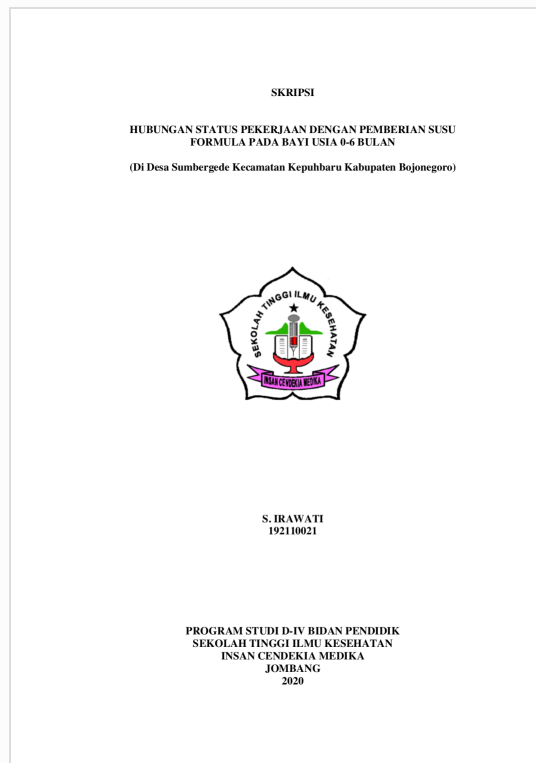 SKRIPSI
HUBUNGAN STATUS PEKERJAAN DENGAN PEMBERIAN SUSU
FORMULA PADA BAYI USIA 0-6 BULAN
(Di Desa Sumbergede Kecamatan Kepuhbaru Kabupaten Bojonegoro)
SEKOLAH TINGGI ILMU KESEHATAN
INSAN CENDEKIA MEDIKA
S. IRAWATI
192110021
PROGRAM STUDI D-IV BIDAN PENDIDIK
SEKOLAH TINGGI ILMU KESEHATAN
INSAN CENDEKIA MEDIKA
JOMBANG
2020